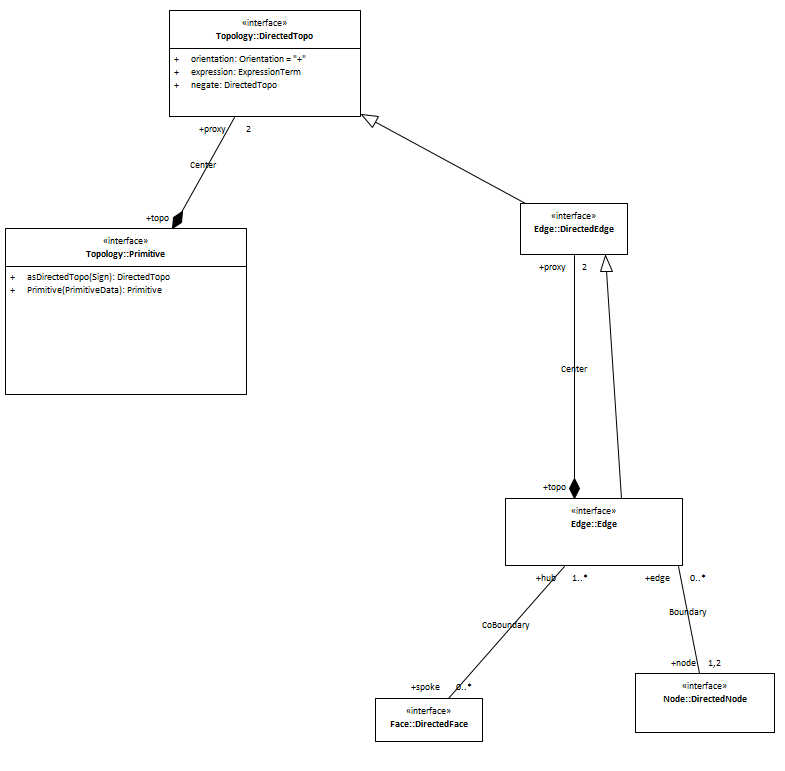 «interface»
Topology::DirectedTopo
+ orientation: Orientation = "+"
+ expression: ExpressionTerm
+ negate: DirectedTopo
+proxy 2
Center
+topo
«interface»
Topology::Primitive
+ asDirectedTopo(Sign): DirectedTopo
+ Primitive(PrimitiveData): Primitive
«interface»
Edge::DirectedEdge
+proxy 2
Center
+topo
«interface»
Edge::Edge
+hub 1..*
+edge 0..*
CoBoundary
Boundary
+spoke 0..*
+node 1,2
«interface»
Face::DirectedFace
«interface»
Node::DirectedNode